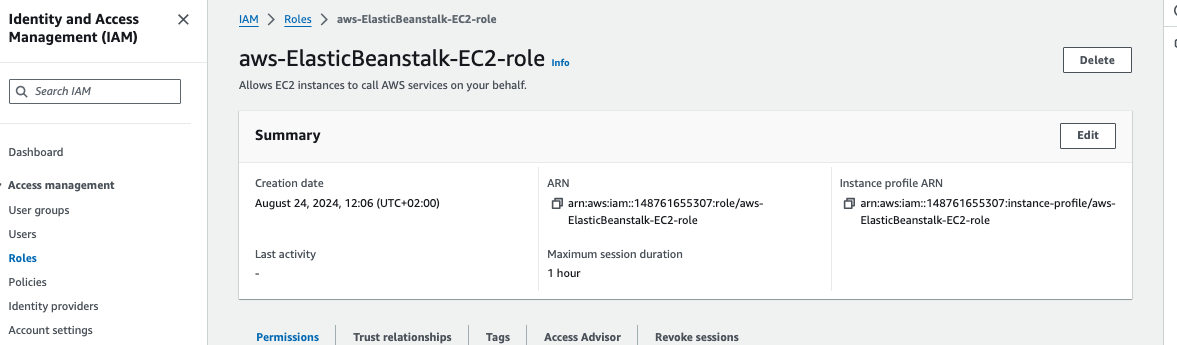 Identity and Access
Management (IAM)
Search IAM
Dashboard
Access management
User groups
Users
Roles
Policies
Identity providers
Account settings
IAM > Roles > aws-ElasticBeanstalk-EC2-role
aws-ElasticBeanstalk-EC2-role Info
Delete
Allows EC2 instances to call AWS services on your behalf.
Summary
Edit
Creation date
August 24, 2024, 12:06 (UTC+02:00)
ARN
arn:aws:iam::148761655307:role/aws-
ElasticBeanstalk-EC2-role
Instance profile ARN
arn:aws:iam::148761655307:instance-profile/aws-
ElasticBeanstalk-EC2-role
Last activity
-
Maximum session duration
1 hour
Permissions Trust relationships Tags Access Advisor Revoke sessions